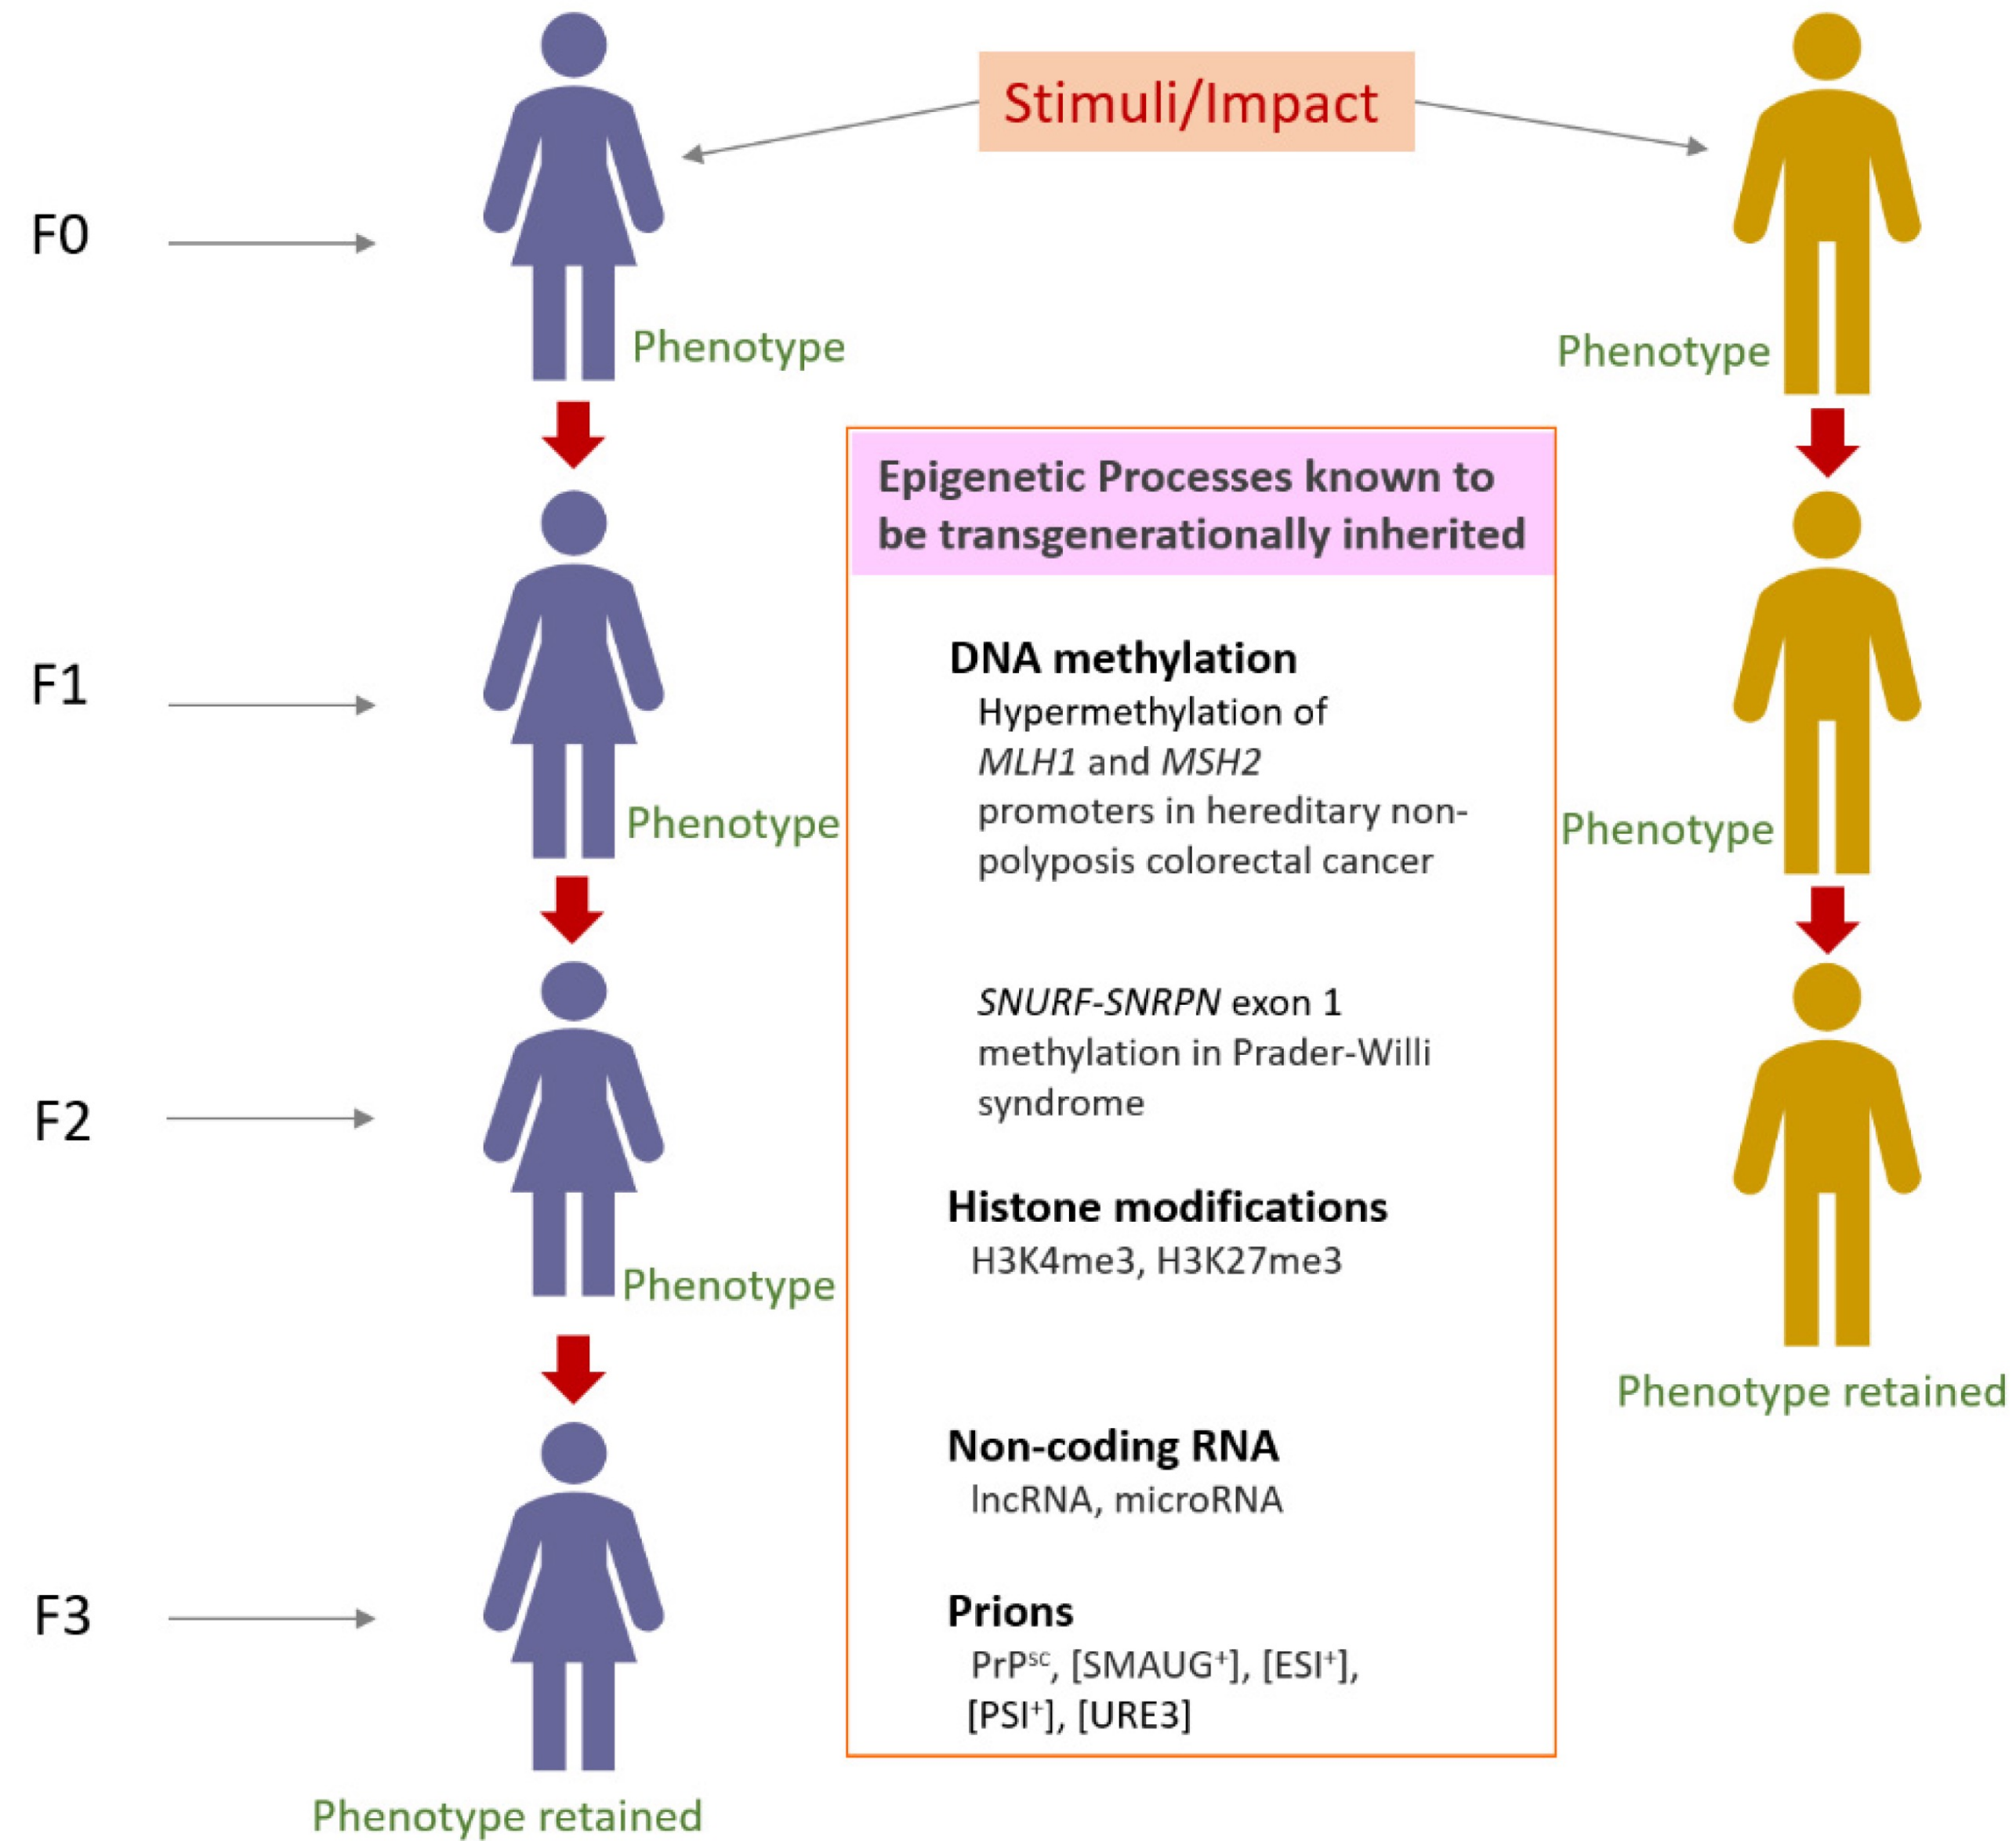 Stimuli/Impact
F0
Phenotype
Phenotype
Epigenetic Processes known to
be transgenerationally inherited
F1
DNA methylation
Hypermethylation of
MLH1 and MSH2
promoters in hereditary non-
polyposis colorectal cancer
Phenotype
Phenotype
SNURF-SNRPN exon 1
methylation in Prader-Willi
syndrome
F2
Histone modifications
H3K4me3, H3K27me3
Phenotype
Phenotype retained
Non-coding RNA
lncRNA, microRNA
F3
Prions
PrPˢᶜ, [SMAUG⁺], [ESI⁺],
[PSI⁺], [URE3]
Phenotype retained